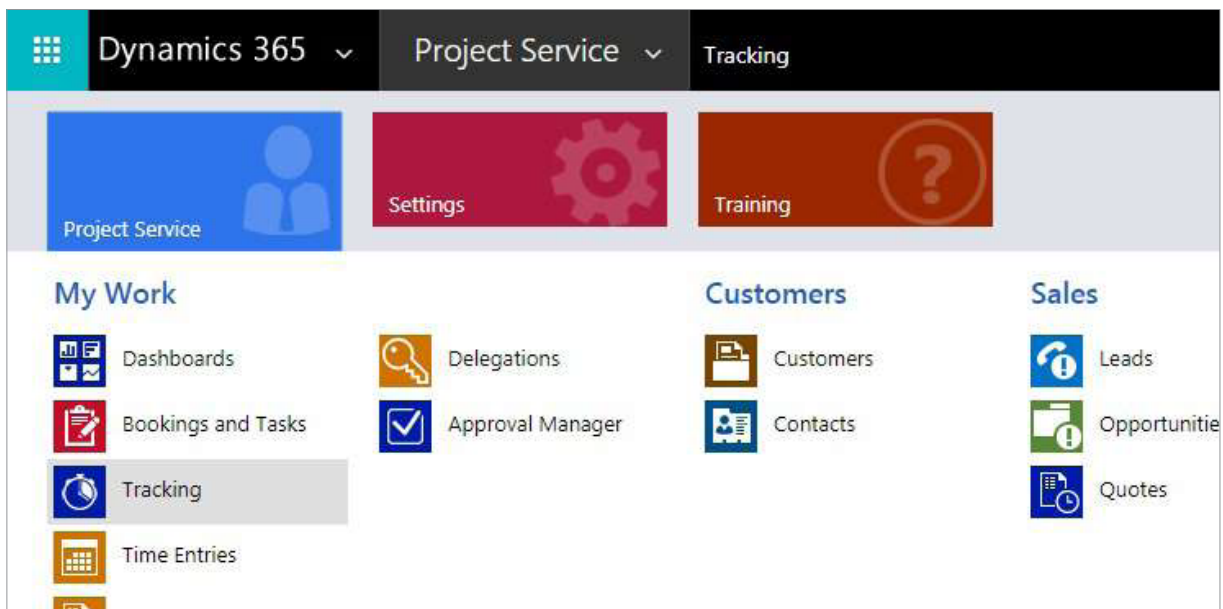 Dynamics 365
Project Service
Tracking
Project Service
Settings
Training
My Work
Customers
Sales
Dashboards
Delegations
Customers
Leads
Bookings and Tasks
Approval Manager
Contacts
Opportunitie
Tracking
Quotes
Time Entries